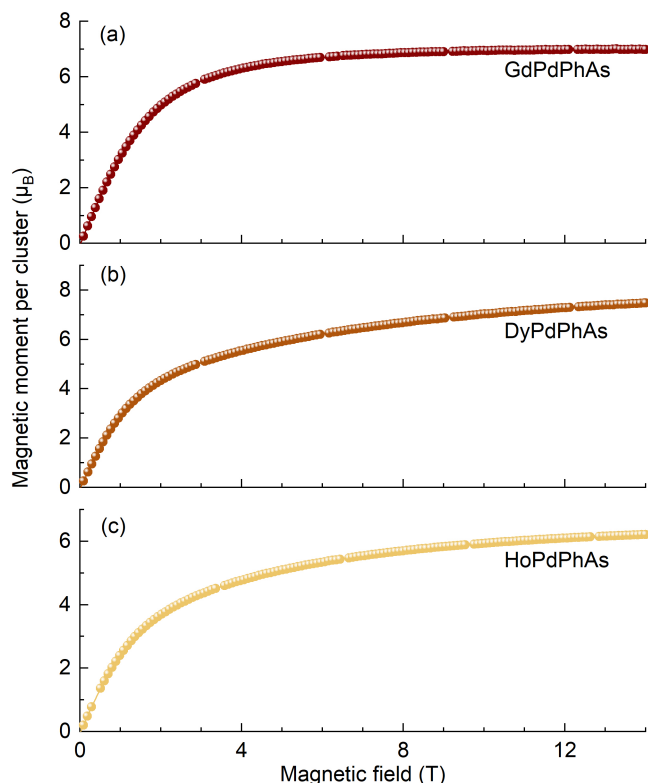 Magnetic moment per cluster (μB)
(a)
8
6
4
2
0
GdPdPhAs
(b)
8
6
4
2
0
DyPdPhAs
(c)
6
4
2
0
HoPdPhAs
0 4 8 12
Magnetic field (T)